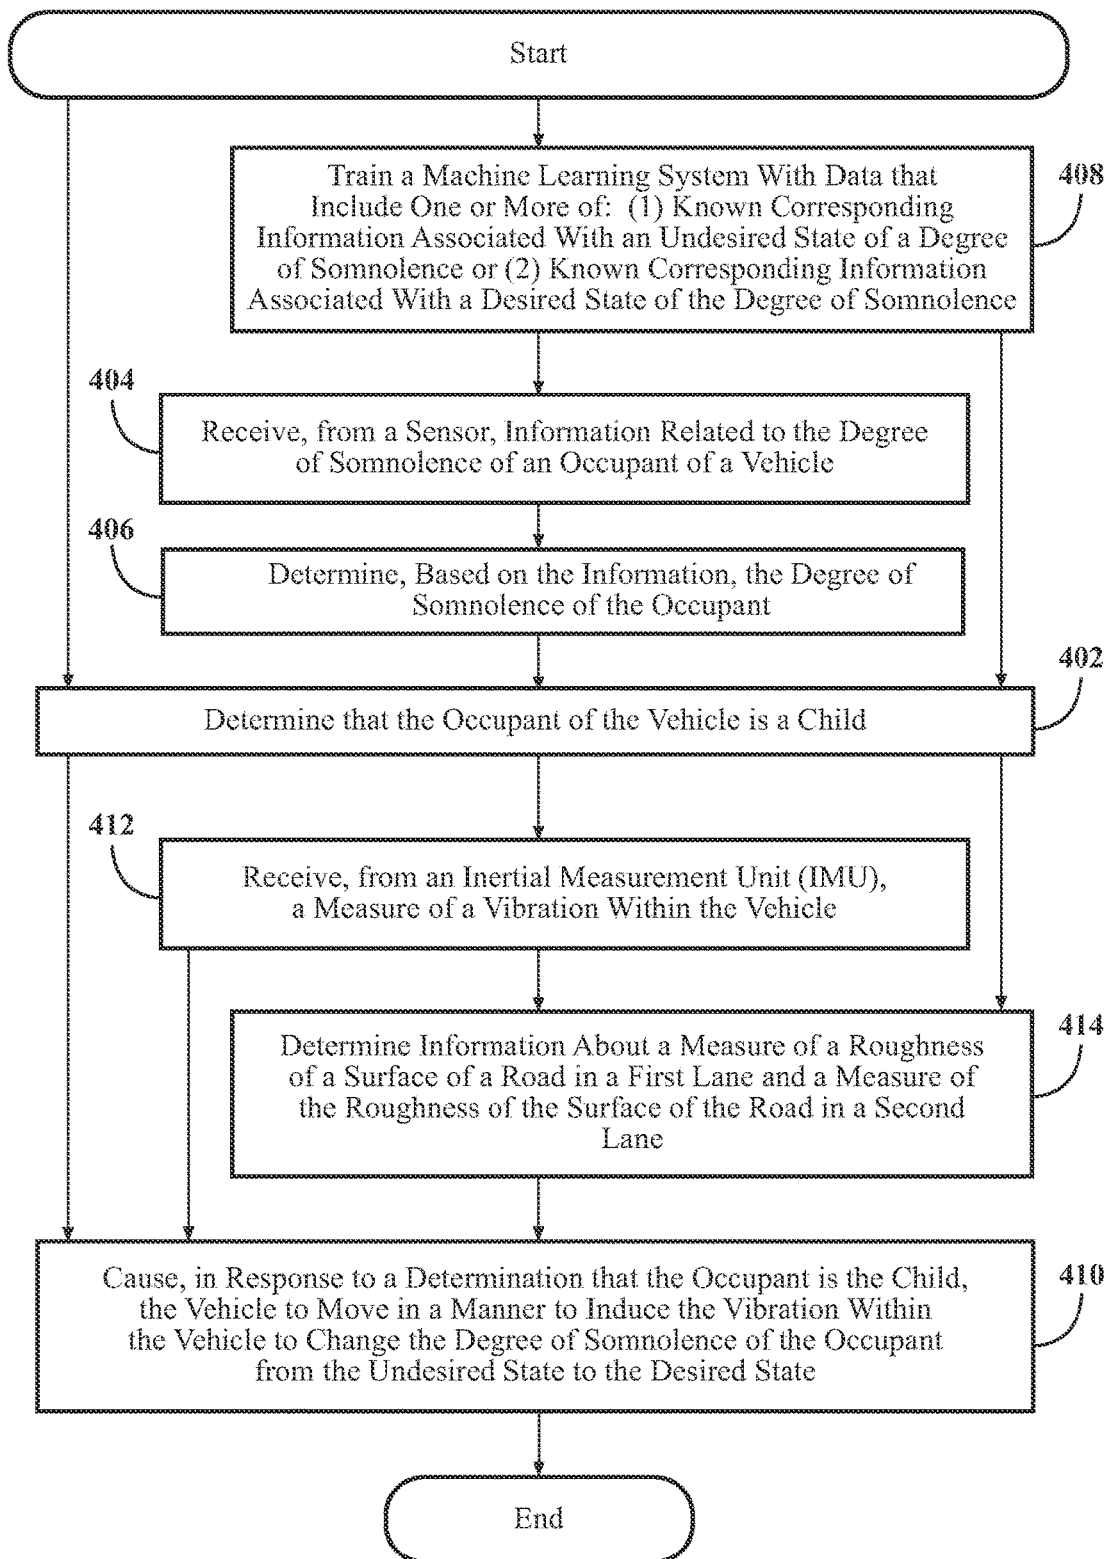 Start
Train a Machine Learning System With Data that
Include One or More of: (1) Known Corresponding
Information Associated With an Undesired State of a Degree
of Somnolence or (2) Known Corresponding Information
Associated With a Desired State of the Degree of Somnolence
408
404
Receive, from a Sensor, Information Related to the Degree
of Somnolence of an Occupant of a Vehicle
406
Determine, Based on the Information, the Degree of
Somnolence of the Occupant
402
Determine that the Occupant of the Vehicle is a Child
412
Receive, from an Inertial Measurement Unit (IMU),
a Measure of a Vibration Within the Vehicle
414
Determine Information About a Measure of a Roughness
of a Surface of a Road in a First Lane and a Measure of
the Roughness of the Surface of the Road in a Second
Lane
410
Cause, in Response to a Determination that the Occupant is the Child,
the Vehicle to Move in a Manner to Induce the Vibration Within
the Vehicle to Change the Degree of Somnolence of the Occupant
from the Undesired State to the Desired State
End